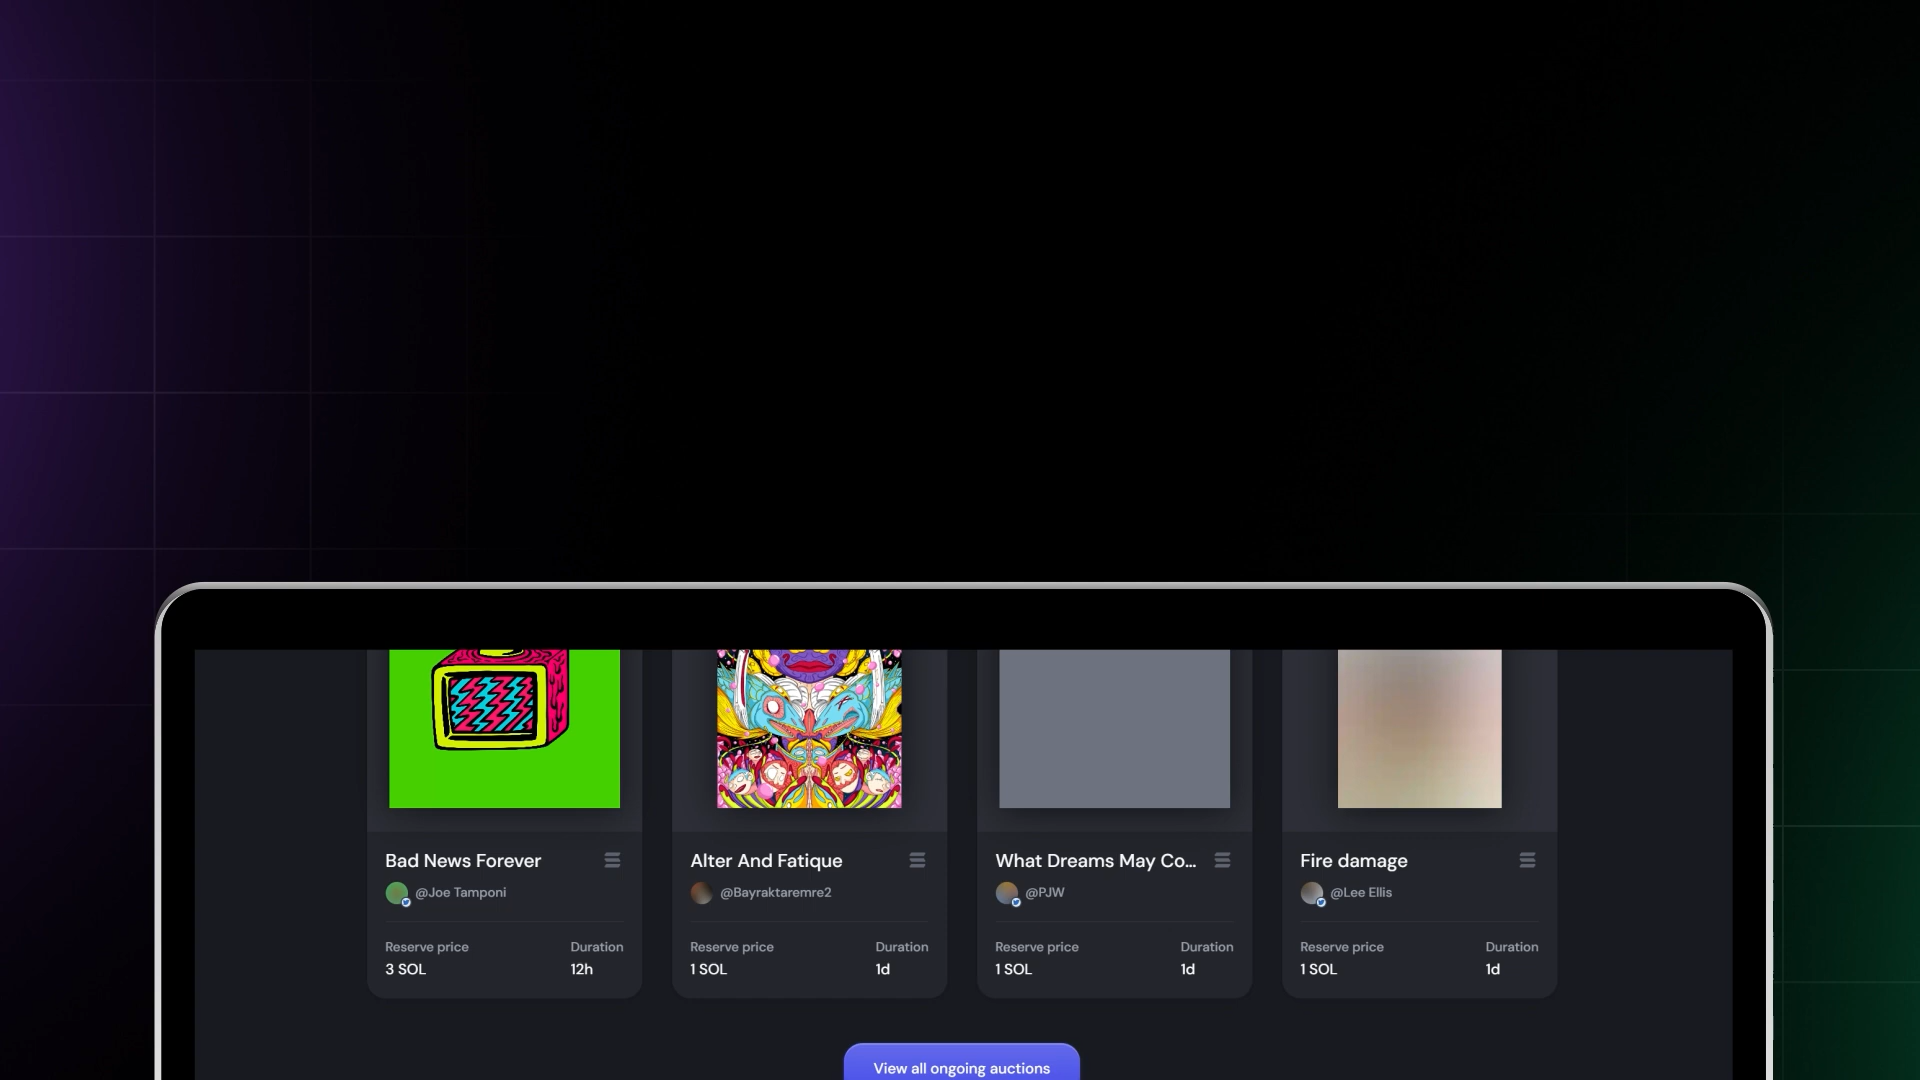 Bad News Forever
@Joe Tamponi
Reserve price
Duration
3 SOL
12h
Alter And Fatique
@Bayraktaremre2
Reserve price
Duration
1 SOL
1d
What Dreams May Co...
@PJW
Reserve price
Duration
1 SOL
1d
Fire damage
@Lee Ellis
Reserve price
Duration
1 SOL
1d
View all ongoing auctions